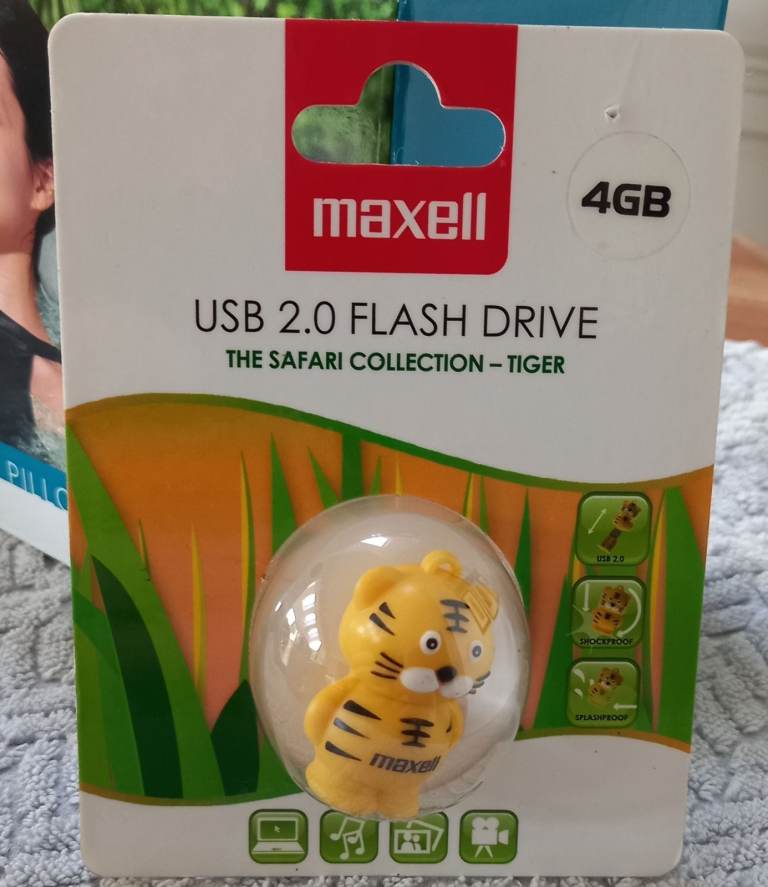 maxell
4GB
USB 2.0 FLASH DRIVE
THE SAFARI COLLECTION – TIGER
PILLO
USB 2.0
SHOCKPROOF
SPLASHPROOF
maxell